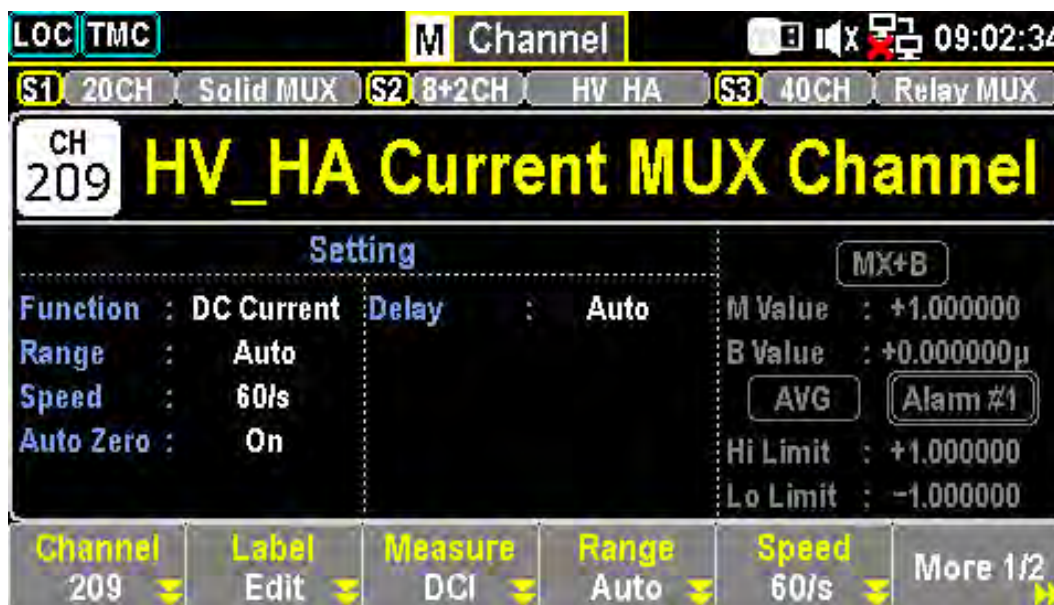 LOC TMC M Channel 09:02:34
S1 20CH Solid MUX S2 8+2CH HV_HA S3 40CH Relay MUX
CH 209 HV_HA Current MUX Channel
Setting
MX+B
Function : DC Current Delay : Auto M Value : +1.000000
Range : Auto B Value : +0.000000µ
Speed : 60/s AVG Alarm #1
Auto Zero : On Hi Limit : +1.000000
Lo Limit : -1.000000
Channel Label Measure Range Speed More 1/2
209 Edit DCI Auto 60/s